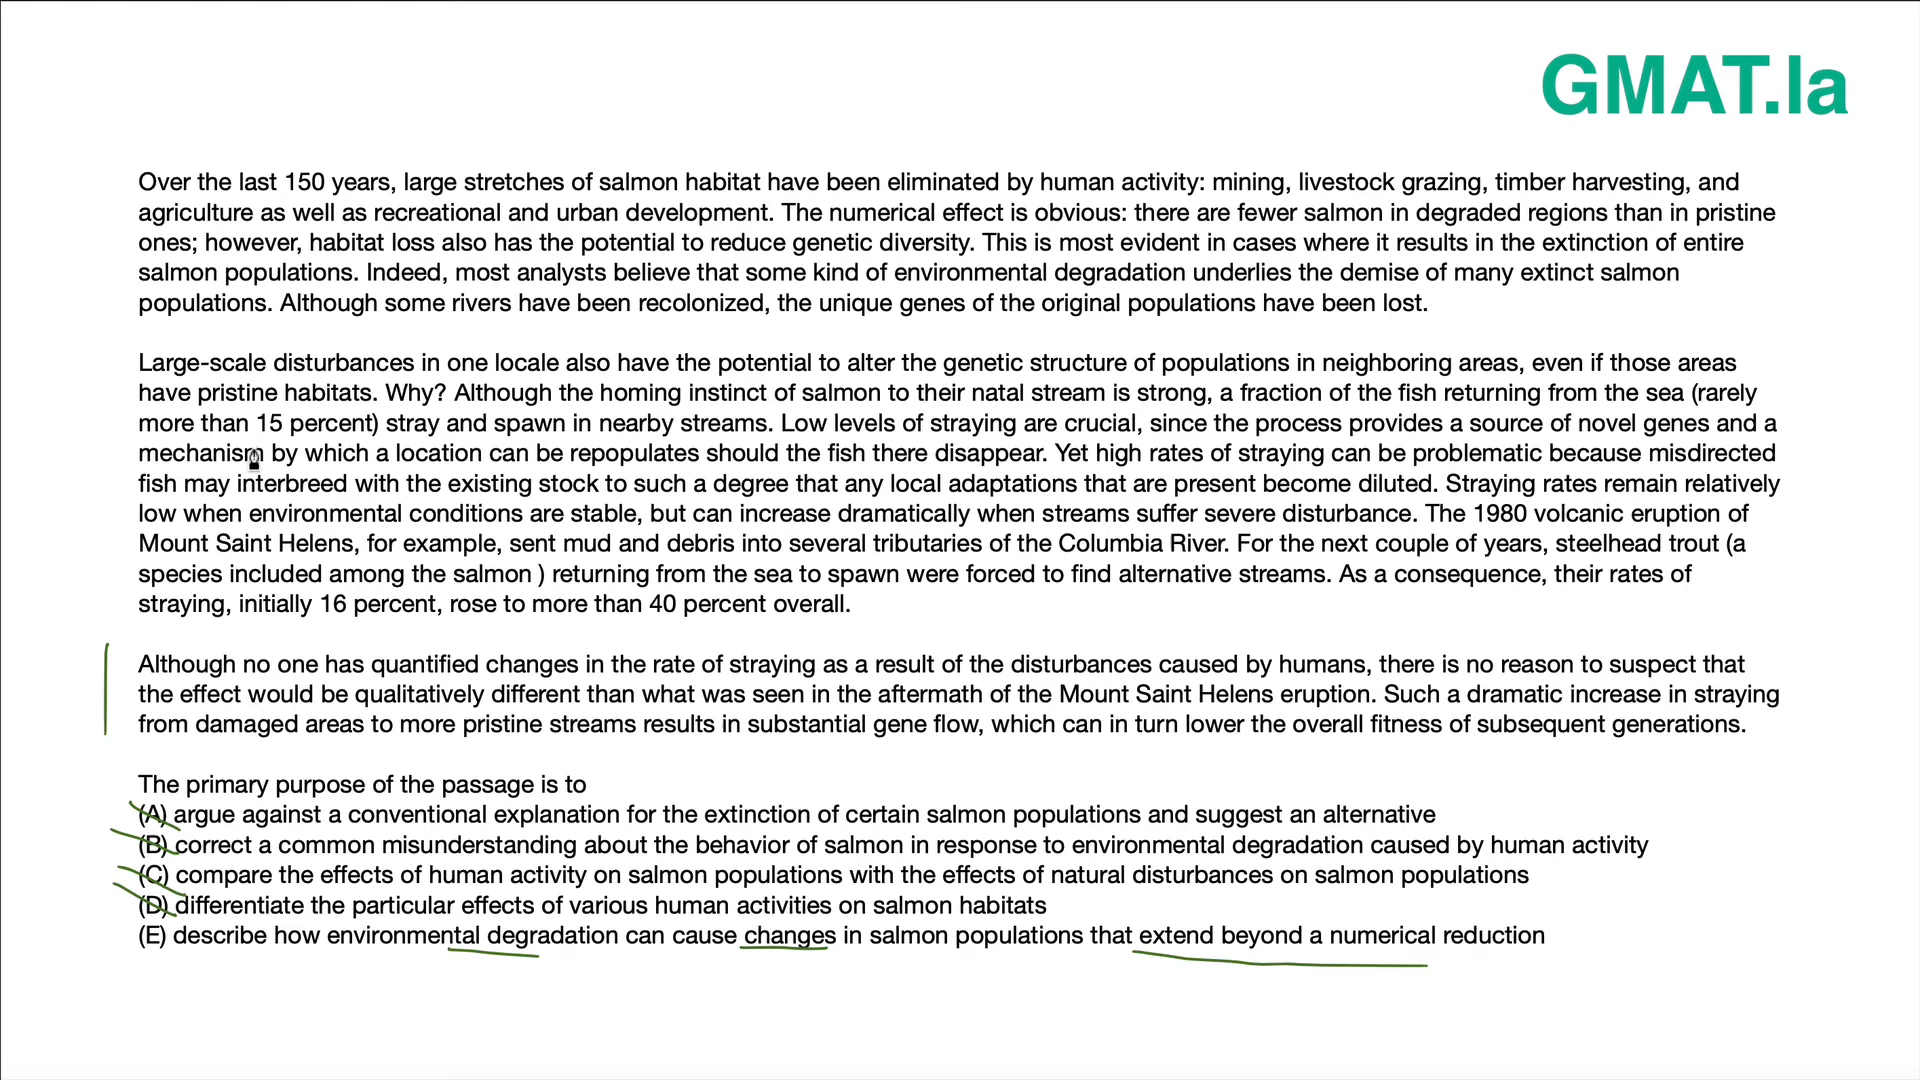 GMAT.la
Over the last 150 years, large stretches of salmon habitat have been eliminated by human activity: mining, livestock grazing, timber harvesting, and
agriculture as well as recreational and urban development. The numerical effect is obvious: there are fewer salmon in degraded regions than in pristine
ones; however, habitat loss also has the potential to reduce genetic diversity. This is most evident in cases where it results in the extinction of entire
salmon populations. Indeed, most analysts believe that some kind of environmental degradation underlies the demise of many extinct salmon
populations. Although some rivers have been recolonized, the unique genes of the original populations have been lost.
Large-scale disturbances in one locale also have the potential to alter the genetic structure of populations in neighboring areas, even if those areas
have pristine habitats. Why? Although the homing instinct of salmon to their natal stream is strong, a fraction of the fish returning from the sea (rarely
more than 15 percent) stray and spawn in nearby streams. Low levels of straying are crucial, since the process provides a source of novel genes and a
mechanism by which a location can be repopulates should the fish there disappear. Yet high rates of straying can be problematic because misdirected
fish may interbreed with the existing stock to such a degree that any local adaptations that are present become diluted. Straying rates remain relatively
low when environmental conditions are stable, but can increase dramatically when streams suffer severe disturbance. The 1980 volcanic eruption of
Mount Saint Helens, for example, sent mud and debris into several tributaries of the Columbia River. For the next couple of years, steelhead trout (a
species included among the salmon ) returning from the sea to spawn were forced to find alternative streams. As a consequence, their rates of
straying, initially 16 percent, rose to more than 40 percent overall.
Although no one has quantified changes in the rate of straying as a result of the disturbances caused by humans, there is no reason to suspect that
the effect would be qualitatively different than what was seen in the aftermath of the Mount Saint Helens eruption. Such a dramatic increase in straying
from damaged areas to more pristine streams results in substantial gene flow, which can in turn lower the overall fitness of subsequent generations.
The primary purpose of the passage is to
(A) argue against a conventional explanation for the extinction of certain salmon populations and suggest an alternative
(B) correct a common misunderstanding about the behavior of salmon in response to environmental degradation caused by human activity
(C) compare the effects of human activity on salmon populations with the effects of natural disturbances on salmon populations
(D) differentiate the particular effects of various human activities on salmon habitats
(E) describe how environmental degradation can cause changes in salmon populations that extend beyond a numerical reduction